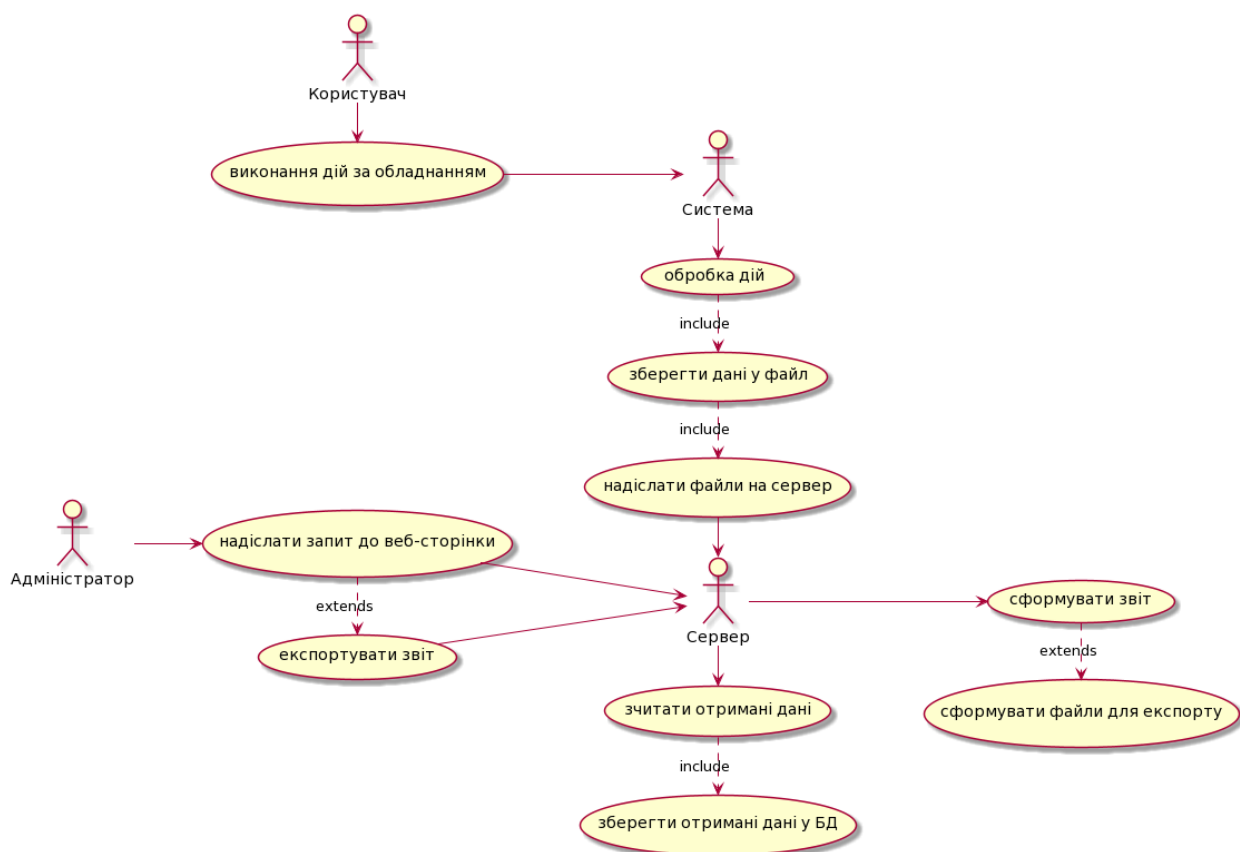 Користувач
виконання дій за обладнанням
Система
обробка дій
include
зберегти дані у файл
include
надіслати файли на сервер
Адміністратор
надіслати запит до веб-сторінки
extends
експортувати звіт
Сервер
сформувати звіт
extends
сформувати файли для експорту
зчитати отримані дані
include
зберегти отримані дані у БД